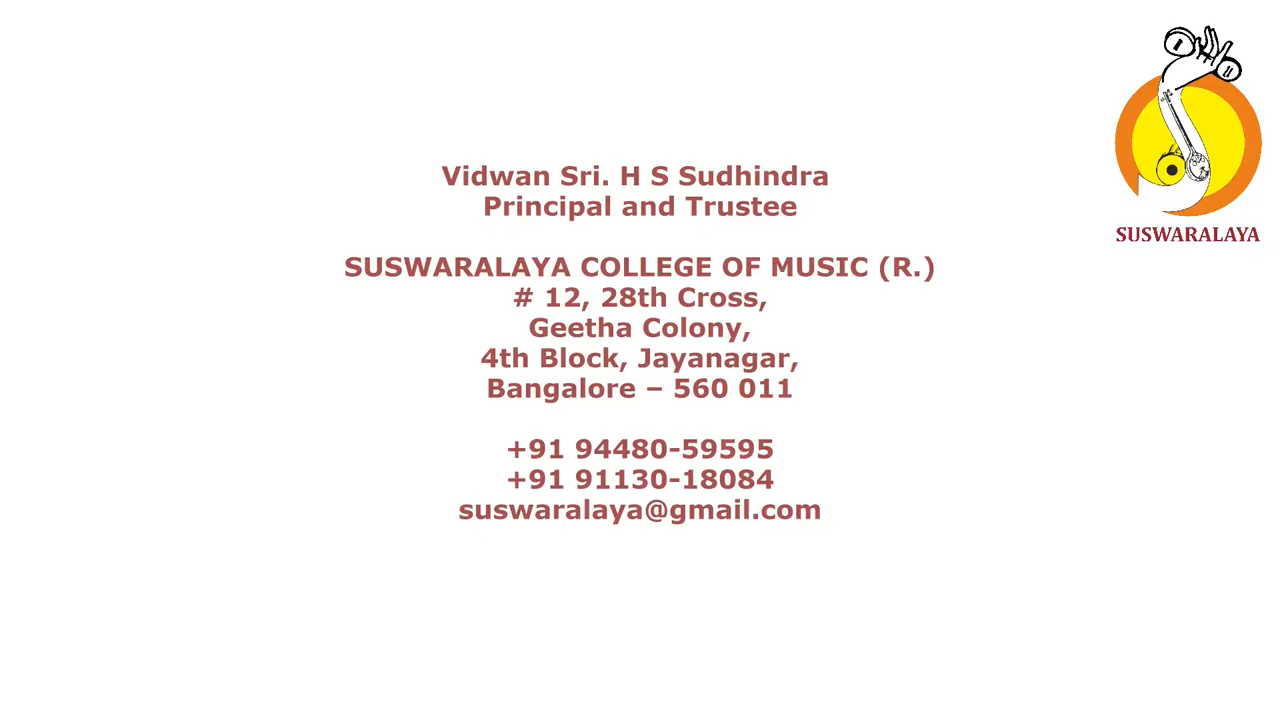 Vidwan Sri. H S Sudhindra
Principal and Trustee
SUSWARALAYA COLLEGE OF MUSIC (R.)
# 12, 28th Cross,
Geetha Colony,
4th Block, Jayanagar,
Bangalore – 560 011
+91 94480-59595
+91 91130-18084
suswaralaya@gmail.com
SUSWARALAYA